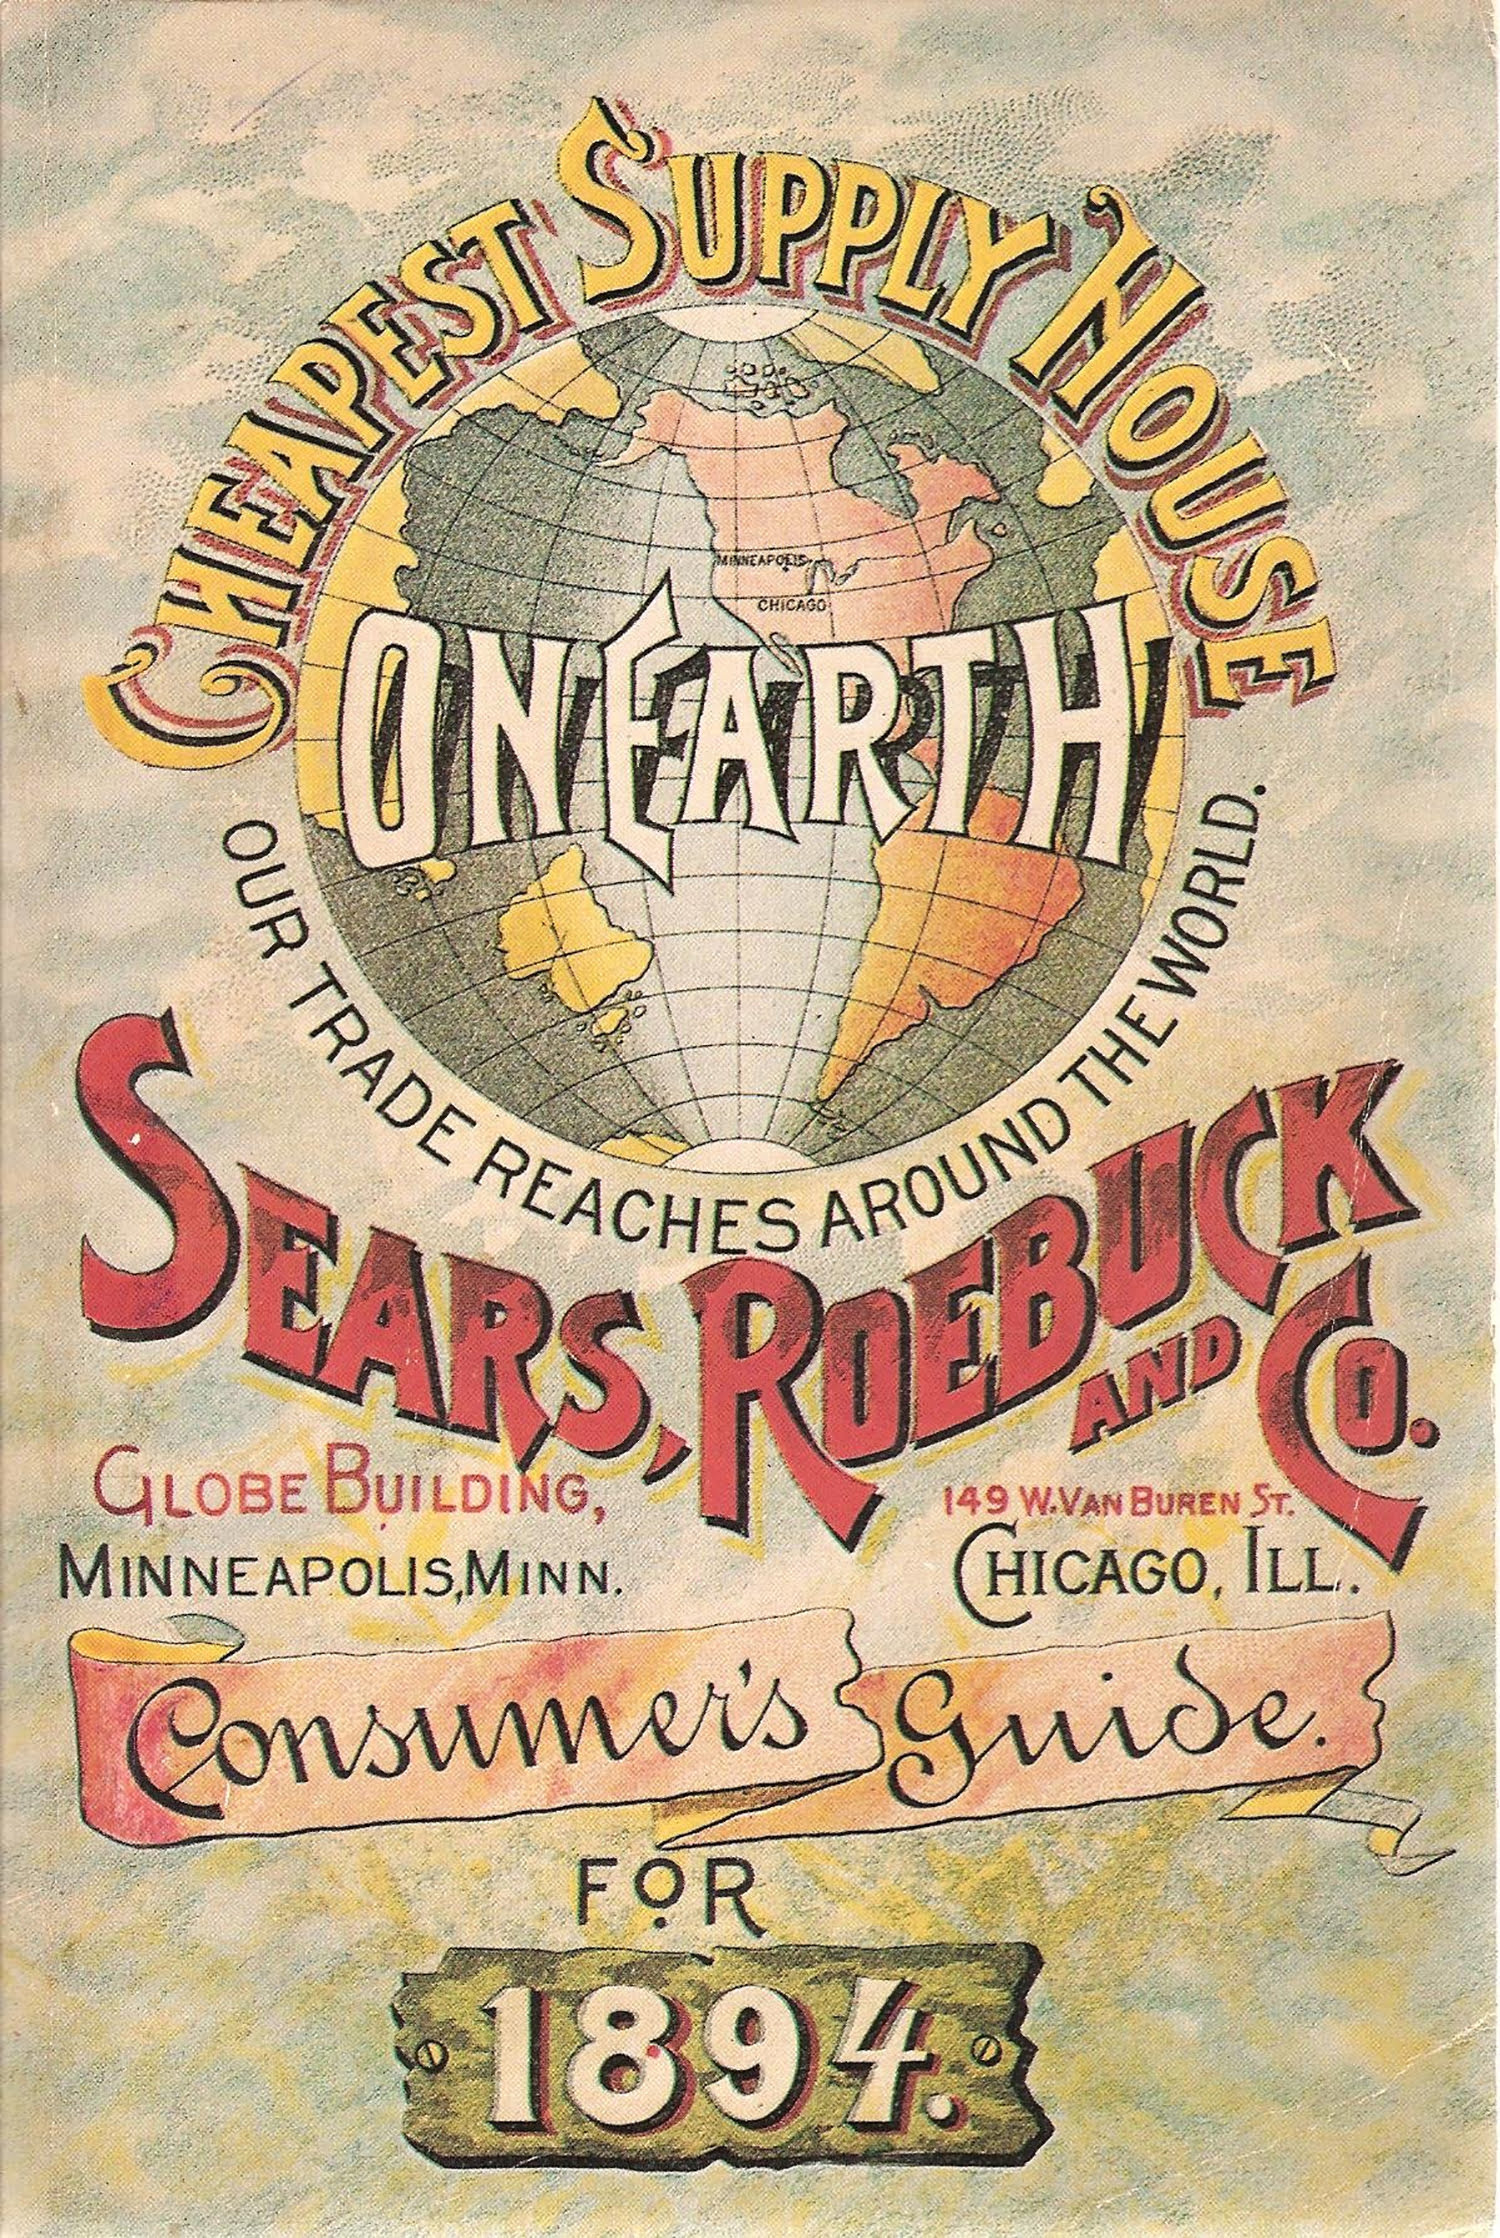 CHEAPEST SUPPLY HOUSE
MINNEAPOLIS
CHICAGO
ON EARTH
OUR TRADE REACHES AROUND THE WORLD.
SEARS, ROEBUCK AND CO.
GLOBE BUILDING,
MINNEAPOLIS, MINN.
149 W. VAN BUREN ST.
CHICAGO, ILL.
Consumer's Guide.
FOR
1894.